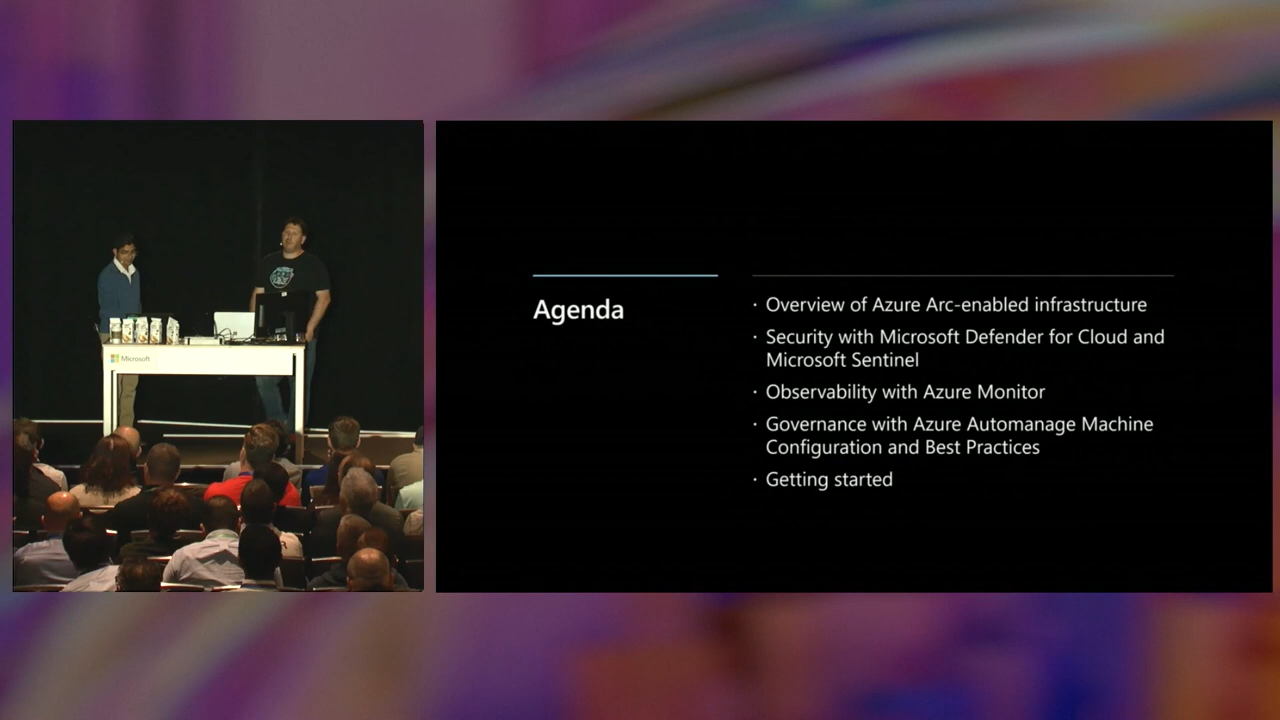 Microsoft
Agenda
· Overview of Azure Arc-enabled infrastructure
· Security with Microsoft Defender for Cloud and
Microsoft Sentinel
· Observability with Azure Monitor
· Governance with Azure Automanage Machine
Configuration and Best Practices
· Getting started